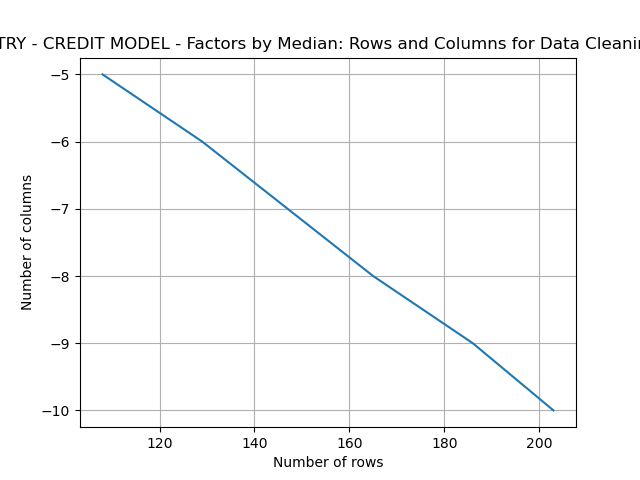 TRY - CREDIT MODEL - Factors by Median: Rows and Columns for Data Cleanin
−5
−6
−7
−8
−9
−10
Number of columns
120 140 160 180 200
Number of rows